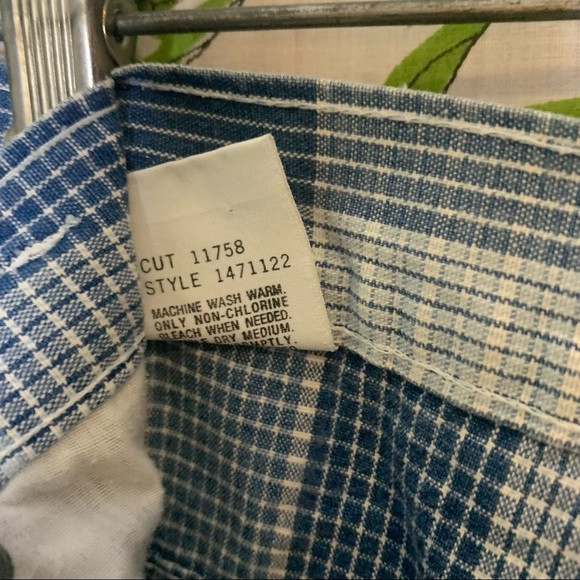 CUT 11758
STYLE 1471122
MACHINE WASH WARM.
ONLY NON-CHLORINE
BLEACH WHEN NEEDED.
DRY MEDIUM.